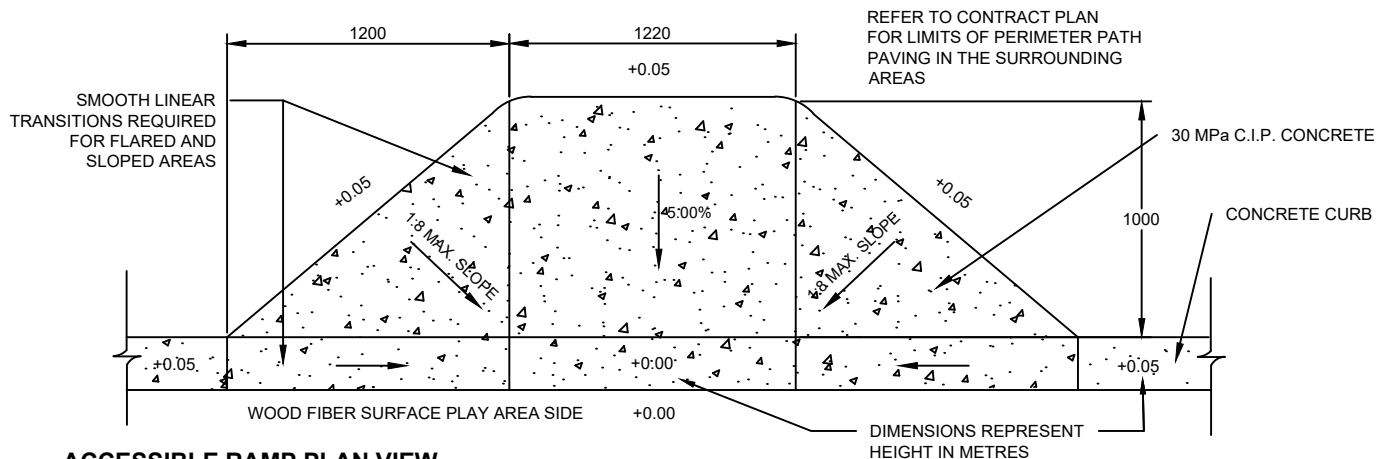 1200
1220
REFER TO CONTRACT PLAN
FOR LIMITS OF PERIMETER PATH
PAVING IN THE SURROUNDING
AREAS
+0.05
SMOOTH LINEAR
TRANSITIONS REQUIRED
FOR FLARED AND
SLOPED AREAS
30 MPa C.I.P. CONCRETE
+0.05
+0.05
5.00%
1:8 MAX. SLOPE
1:8 MAX. SLOPE
1000
CONCRETE CURB
+0.05
+0.00
+0.05
WOOD FIBER SURFACE PLAY AREA SIDE
+0.00
DIMENSIONS REPRESENT
HEIGHT IN METRES
ACCESSIBLE RAMP PLAN VIEW